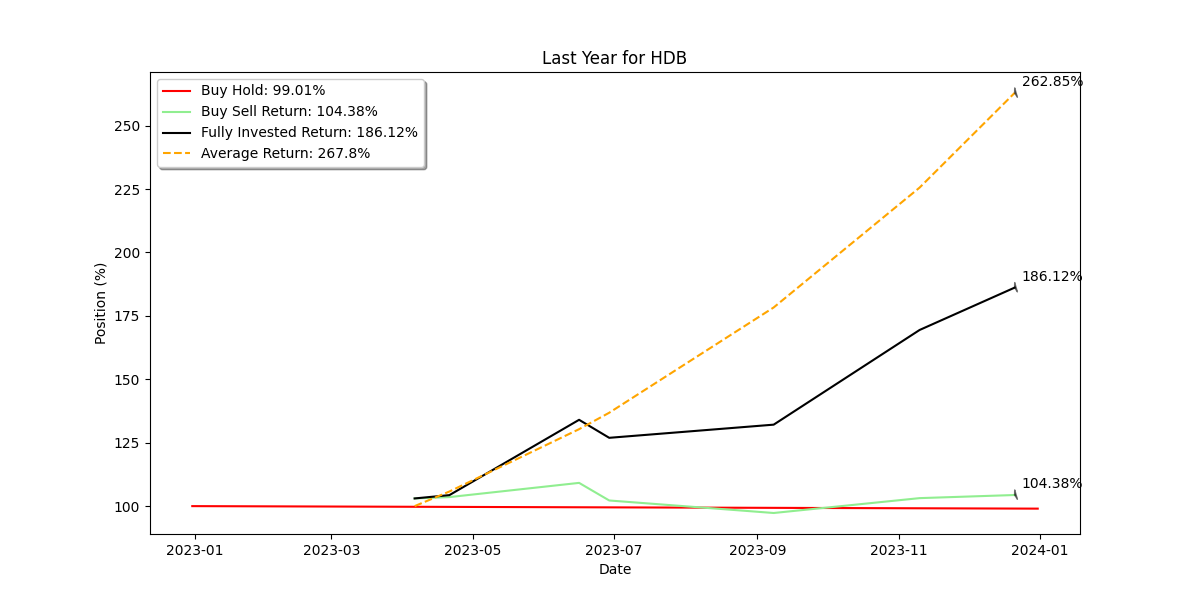 Last Year for HDB
Buy Hold: 99.01%
Buy Sell Return: 104.38%
Fully Invested Return: 186.12%
Average Return: 267.8%
262.85%
186.12%
104.38%
250
225
200
175
150
125
100
Position (%)
2023-01 2023-03 2023-05 2023-07 2023-09 2023-11 2024-01
Date